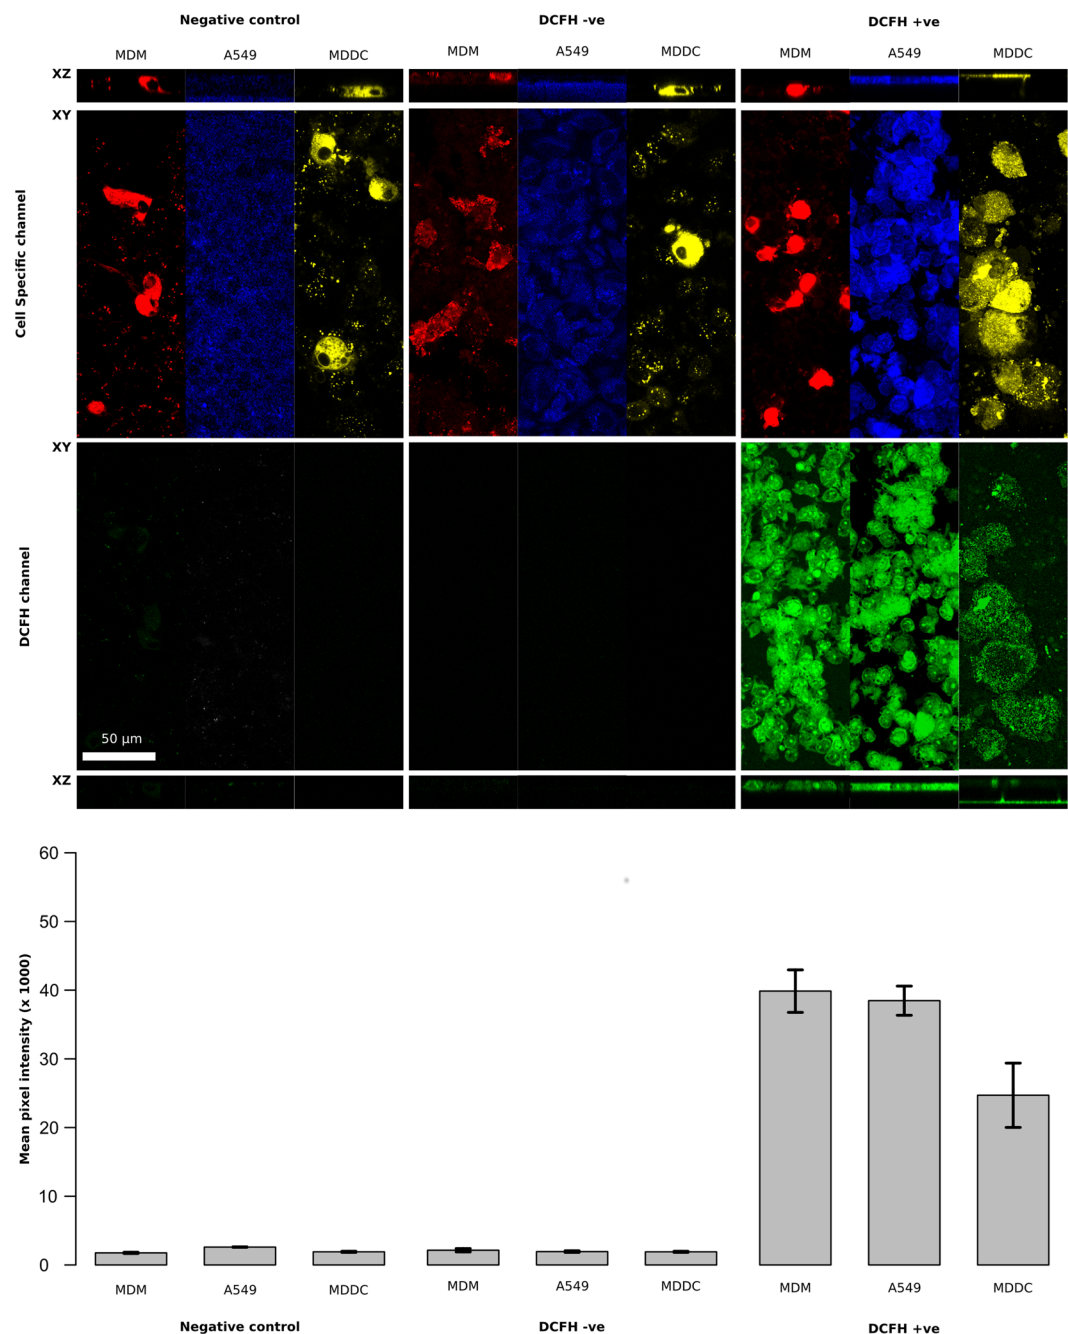 Negative control DCFH -ve DCFH +ve
MDM A549 MDDC MDM A549 MDDC MDM A549 MDDC
XZ
XY
Cell Specific channel
XY
DCFH channel
50 µm
XZ
60
50
40
30
20
10
0
Mean pixel intensity (x 1000)
MDM A549 MDDC MDM A549 MDDC MDM A549 MDDC
Negative control DCFH -ve DCFH +ve